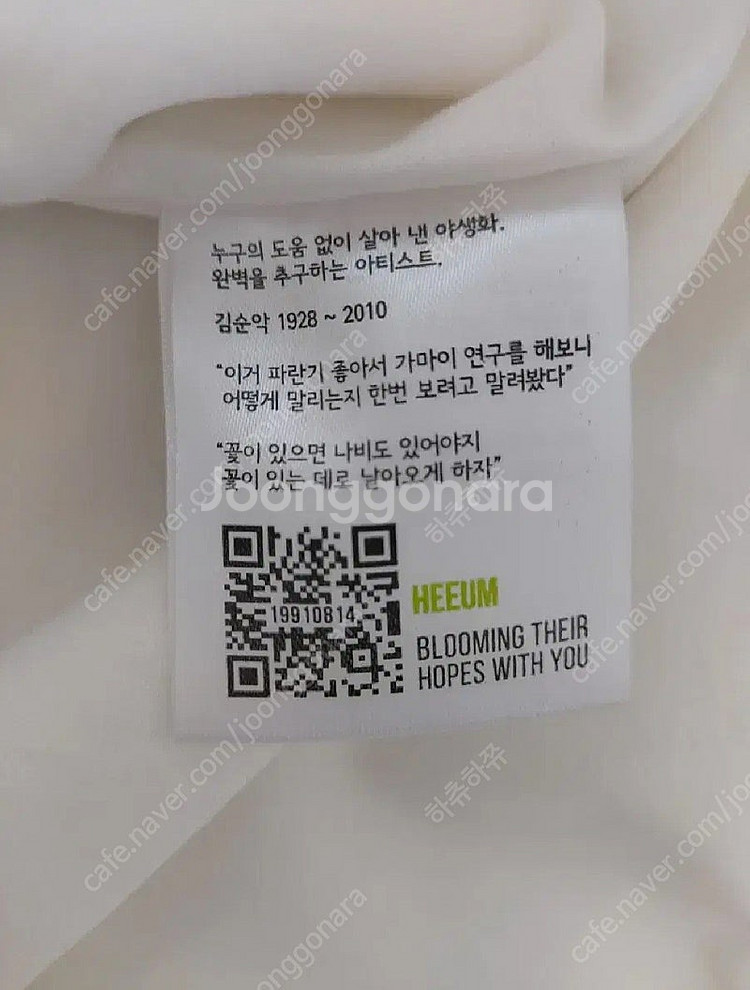 누구의 도움 없이 살아 낸 야생화.
완벽을 추구하는 아티스트.
김순악 1928 ~ 2010
“이거 파란기 좋아서 가마이 연구를 해보니
어떻게 말리는지 한번 보려고 말려봤다”
“꽃이 있으면 나비도 있어야지
꽃이 있는 데로 날아오게 하자”
Joonggonara
19910814
HEEUM
BLOOMING THEIR
HOPES WITH YOU
cafe.naver.com/joonggonara
하츄하쮸